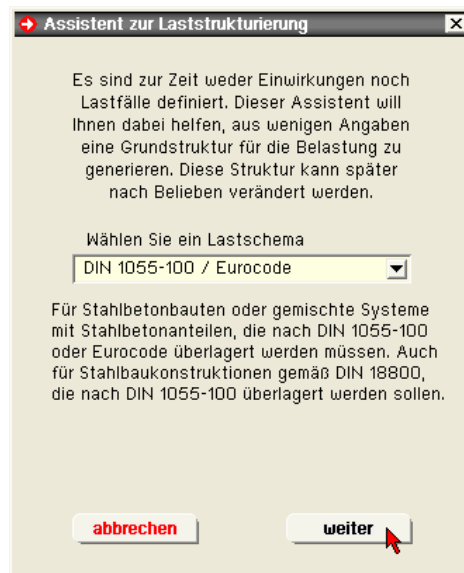 Assistent zur Laststrukturierung
Es sind zur Zeit weder Einwirkungen noch
Lastfälle definiert. Dieser Assistent will
Ihnen dabei helfen, aus wenigen Angaben
eine Grundstruktur für die Belastung zu
generieren. Diese Struktur kann später
nach Belieben verändert werden.
Wählen Sie ein Lastschema
DIN 1055-100 / Eurocode
Für Stahlbetonbauten oder gemischte Systeme
mit Stahlbetonanteilen, die nach DIN 1055-100
oder Eurocode überlagert werden müssen. Auch
für Stahlbaukonstruktionen gemäß DIN 18800,
die nach DIN 1055-100 überlagert werden sollen.
abbrechen
weiter